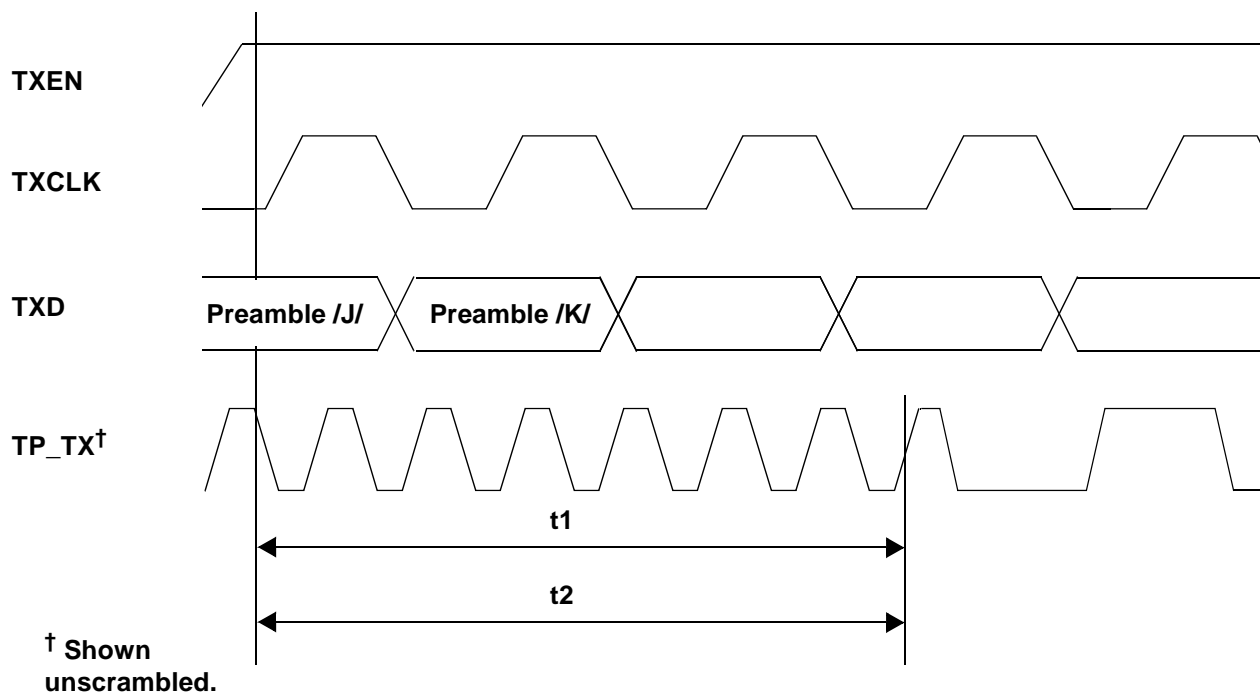 TXEN
TXCLK
TXD
Preamble /J/ Preamble /K/
TP_TX†
t1
t2
† Shown
unscrambled.